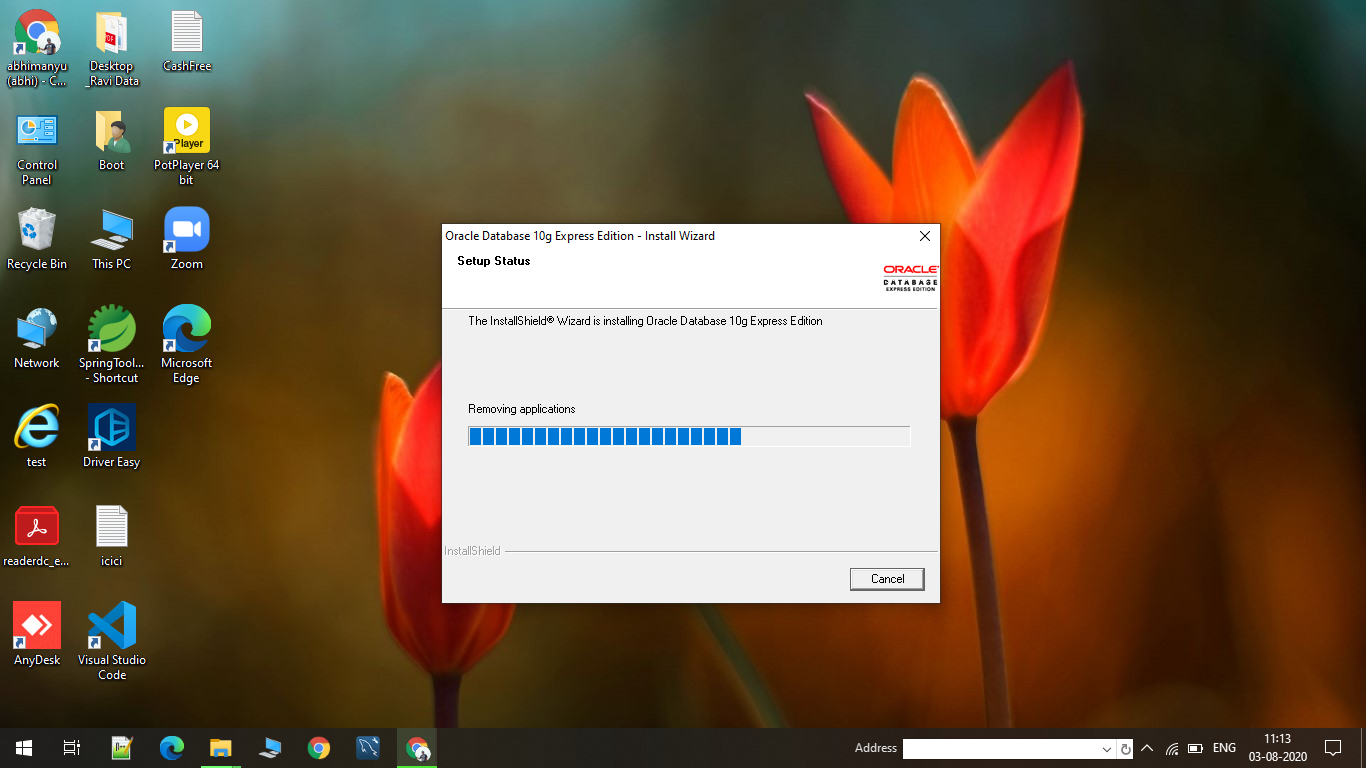 abhimanyu
(abhi) - C...
Desktop
_Ravi Data
CashFree
Control
Panel
Boot
Player
PotPlayer 64
bit
Recycle Bin
This PC
Zoom
Network
SpringTool...
- Shortcut
Microsoft
Edge
test
Driver Easy
readerdc_e...
icici
AnyDesk
Visual Studio
Code
Oracle Database 10g Express Edition - Install Wizard
Setup Status
ORACLE
DATABASE
EXPRESS EDITION
The InstallShield® Wizard is installing Oracle Database 10g Express Edition
Removing applications
InstallShield
Cancel
Address
ENG
11:13
03-08-2020